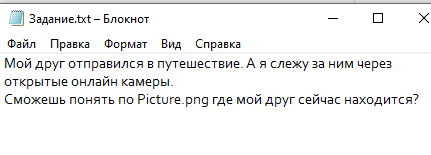 Задание.txt – Блокнот
Файл Правка Формат Вид Справка
Мой друг отправился в путешествие. А я слежу за ним через
открытые онлайн камеры.
Сможешь понять по Picture.png где мой друг сейчас находится?